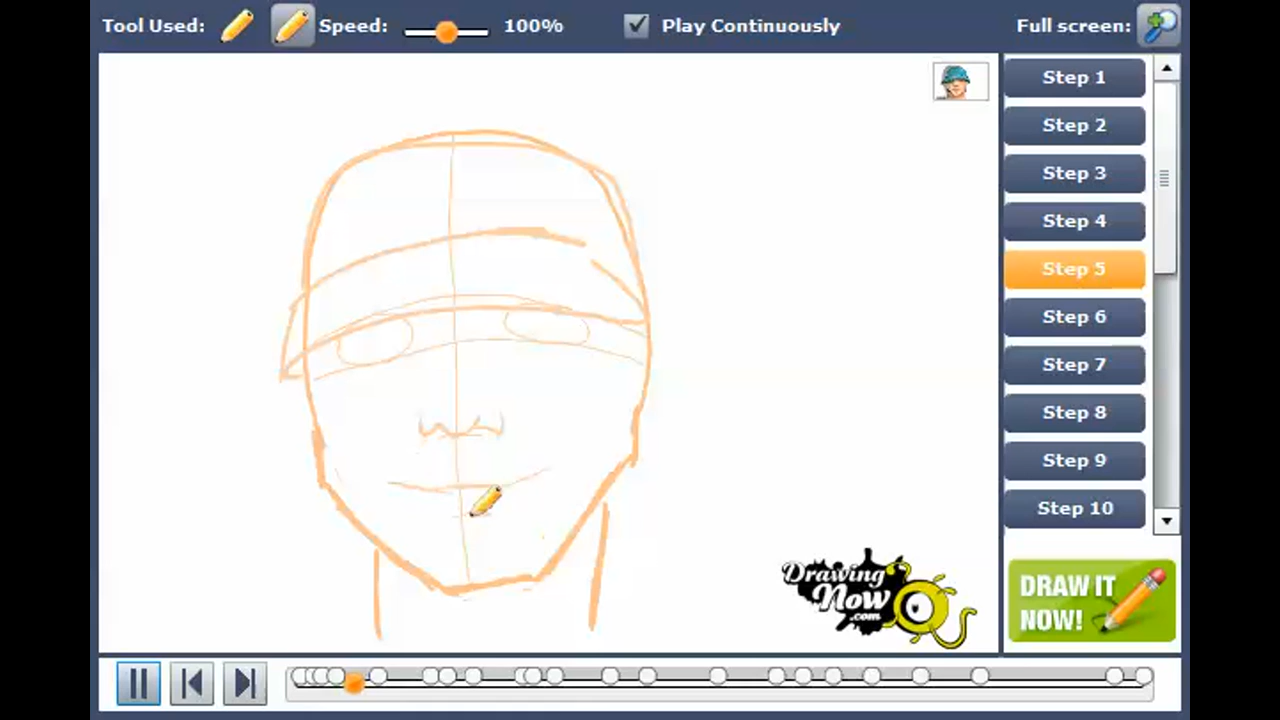 Tool Used:
Speed:
100%
Play Continuously
Full screen:
Step 1
Step 2
Step 3
Step 4
Step 5
Step 6
Step 7
Step 8
Step 9
Step 10
Drawing
Now
.com
DRAW IT
NOW!